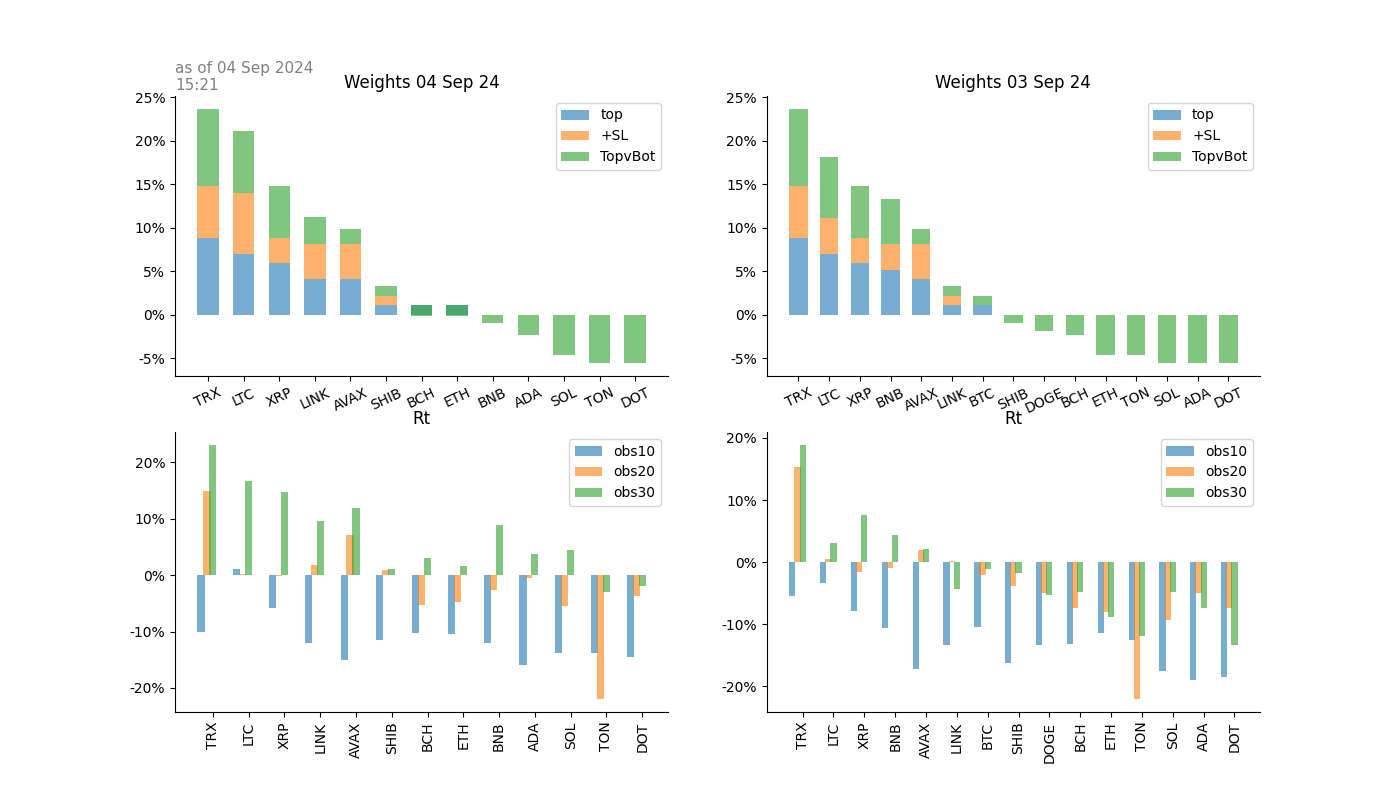 as of 04 Sep 2024
15:21
Weights 04 Sep 24
25%
20%
15%
10%
5%
0%
-5%
top
+SL
TopvBot
TRX LTC XRP LINK AVAX SHIB BCH ETH BNB ADA SOL TON DOT
Weights 03 Sep 24
25%
20%
15%
10%
5%
0%
-5%
top
+SL
TopvBot
TRX LTC XRP BNB AVAX LINK BTC SHIB DOGE BCH ETH TON SOL ADA DOT
Rt
20%
10%
0%
-10%
-20%
obs10
obs20
obs30
TRX LTC XRP LINK AVAX SHIB BCH ETH BNB ADA SOL TON DOT
Rt
20%
10%
0%
-10%
-20%
obs10
obs20
obs30
TRX LTC XRP BNB AVAX LINK BTC SHIB DOGE BCH ETH TON SOL ADA DOT